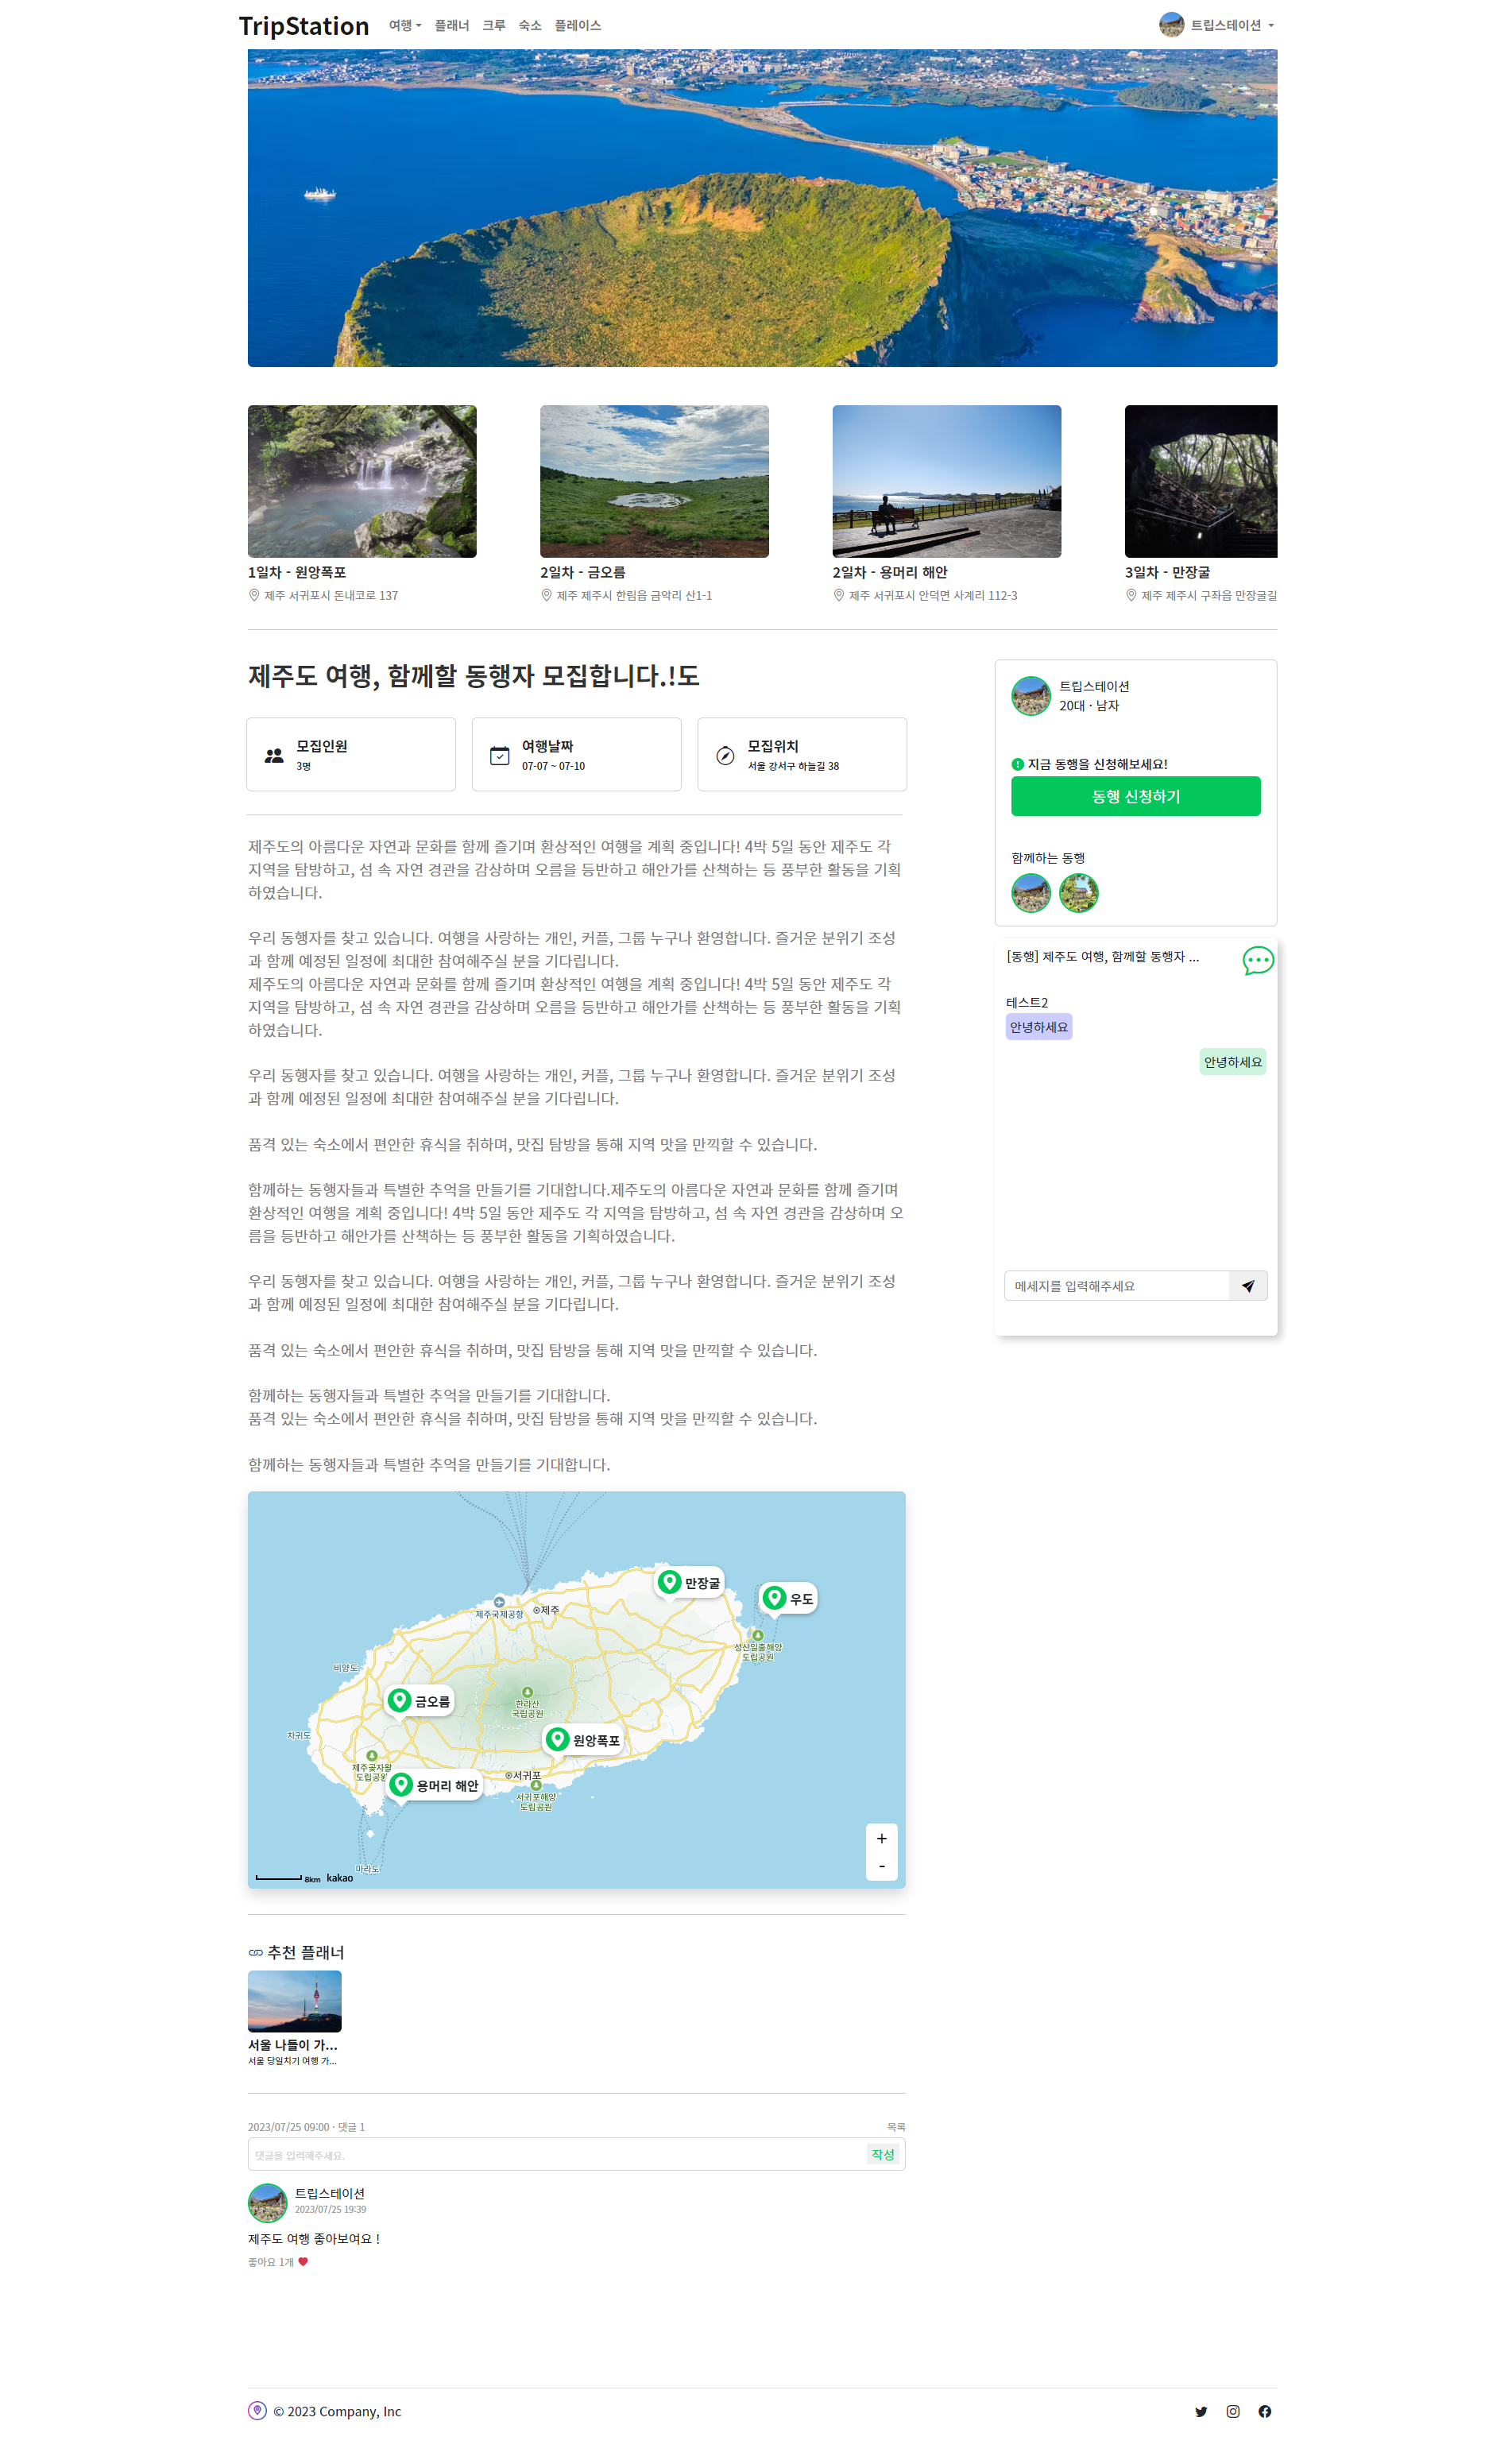 TripStation 여행 플래너 크루 숙소 플레이스 트립스테이션
1일차 - 원앙폭포
제주 서귀포시 돈내코로 137
2일차 - 금오름
제주 제주시 한림읍 금악리 산1-1
2일차 - 용머리 해안
제주 서귀포시 안덕면 사계리 112-3
3일차 - 만장굴
제주 제주시 구좌읍 만장굴길
제주도 여행, 함께할 동행자 모집합니다.!도
모집인원
3명
여행날짜
07-07 ~ 07-10
모집위치
서울 강서구 하늘길 38
제주도의 아름다운 자연과 문화를 함께 즐기며 환상적인 여행을 계획 중입니다! 4박 5일 동안 제주도 각
지역을 탐방하고, 섬 속 자연 경관을 감상하며 오름을 등반하고 해안가를 산책하는 등 풍부한 활동을 기획
하였습니다.
우리 동행자를 찾고 있습니다. 여행을 사랑하는 개인, 커플, 그룹 누구나 환영합니다. 즐거운 분위기 조성
과 함께 예정된 일정에 최대한 참여해주실 분을 기다립니다.
제주도의 아름다운 자연과 문화를 함께 즐기며 환상적인 여행을 계획 중입니다! 4박 5일 동안 제주도 각
지역을 탐방하고, 섬 속 자연 경관을 감상하며 오름을 등반하고 해안가를 산책하는 등 풍부한 활동을 기획
하였습니다.
우리 동행자를 찾고 있습니다. 여행을 사랑하는 개인, 커플, 그룹 누구나 환영합니다. 즐거운 분위기 조성
과 함께 예정된 일정에 최대한 참여해주실 분을 기다립니다.
품격 있는 숙소에서 편안한 휴식을 취하며, 맛집 탐방을 통해 지역 맛을 만끽할 수 있습니다.
함께하는 동행자들과 특별한 추억을 만들기를 기대합니다.제주도의 아름다운 자연과 문화를 함께 즐기며
환상적인 여행을 계획 중입니다! 4박 5일 동안 제주도 각 지역을 탐방하고, 섬 속 자연 경관을 감상하며 오
름을 등반하고 해안가를 산책하는 등 풍부한 활동을 기획하였습니다.
우리 동행자를 찾고 있습니다. 여행을 사랑하는 개인, 커플, 그룹 누구나 환영합니다. 즐거운 분위기 조성
과 함께 예정된 일정에 최대한 참여해주실 분을 기다립니다.
품격 있는 숙소에서 편안한 휴식을 취하며, 맛집 탐방을 통해 지역 맛을 만끽할 수 있습니다.
함께하는 동행자들과 특별한 추억을 만들기를 기대합니다.
품격 있는 숙소에서 편안한 휴식을 취하며, 맛집 탐방을 통해 지역 맛을 만끽할 수 있습니다.
함께하는 동행자들과 특별한 추억을 만들기를 기대합니다.
트립스테이션
20대 · 남자
지금 동행을 신청해보세요!
동행 신청하기
함께하는 동행
[동행] 제주도 여행, 함께할 동행자 ...
테스트2
안녕하세요
안녕하세요
메세지를 입력해주세요
만장굴
우도
제주국제공항
제주
성산일출해양
도립공원
비양도
금오름
한라산
국립공원
차귀도
원앙폭포
제주곶자왈
도립공원
용머리 해안
서귀포
서귀포해양
도립공원
마라도
8km kakao
+
-
추천 플래너
서울 나들이 가...
서울 당일치기 여행 가...
2023/07/25 09:00 · 댓글 1 목록
댓글을 입력해주세요. 작성
트립스테이션
2023/07/25 19:39
제주도 여행 좋아보여요 !
좋아요 1개
© 2023 Company, Inc